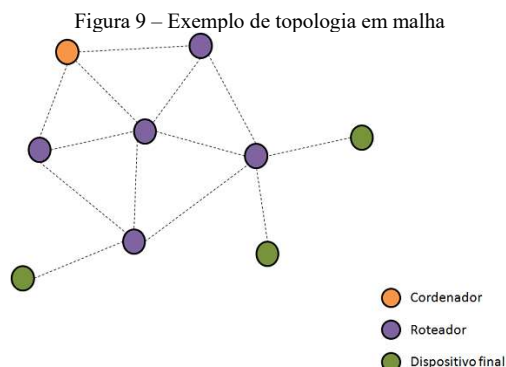 Figura 9 – Exemplo de topologia em malha
Cordenador
Roteador
Dispositivo final